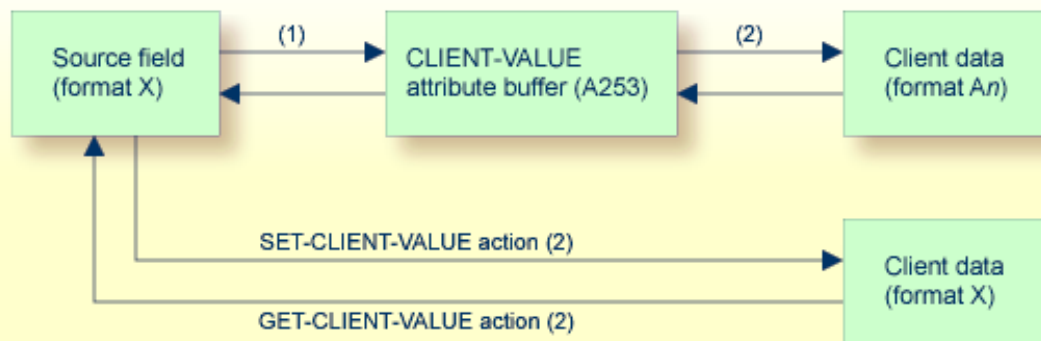 (1)
(2)
Source field
(format X)
CLIENT-VALUE
attribute buffer (A253)
Client data
(format An)
SET-CLIENT-VALUE action (2)
Client data
(format X)
GET-CLIENT-VALUE action (2)